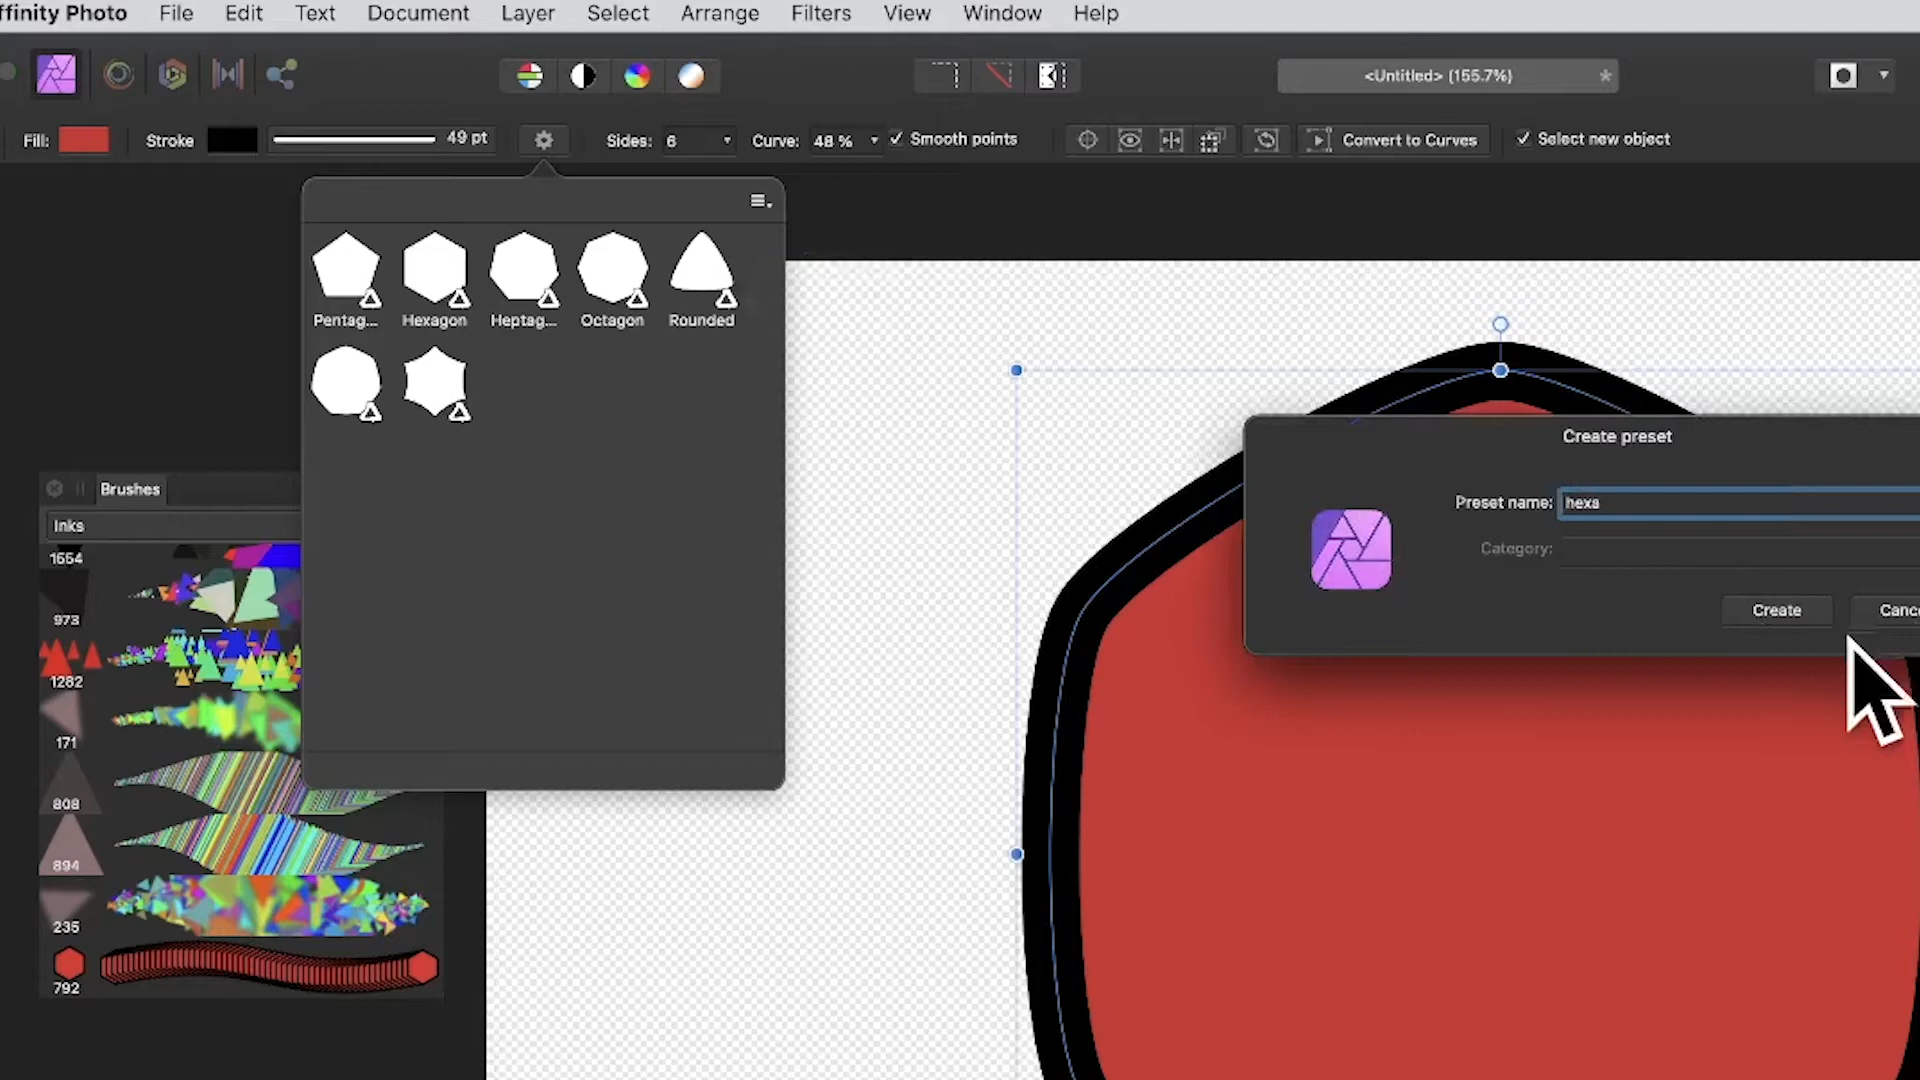 ffinity Photo File Edit Text Document Layer Select Arrange Filters View Window Help
<Untitled> (155.7%) *
Fill: Stroke 49 pt Sides: 6 Curve: 48 % Smooth points Convert to Curves Select new object
Pentag... Hexagon Heptag... Octagon Rounded
Create preset
Preset name: hexa
Category:
Create Canc
Brushes
Inks
1654
973
1282
171
808
894
235
792